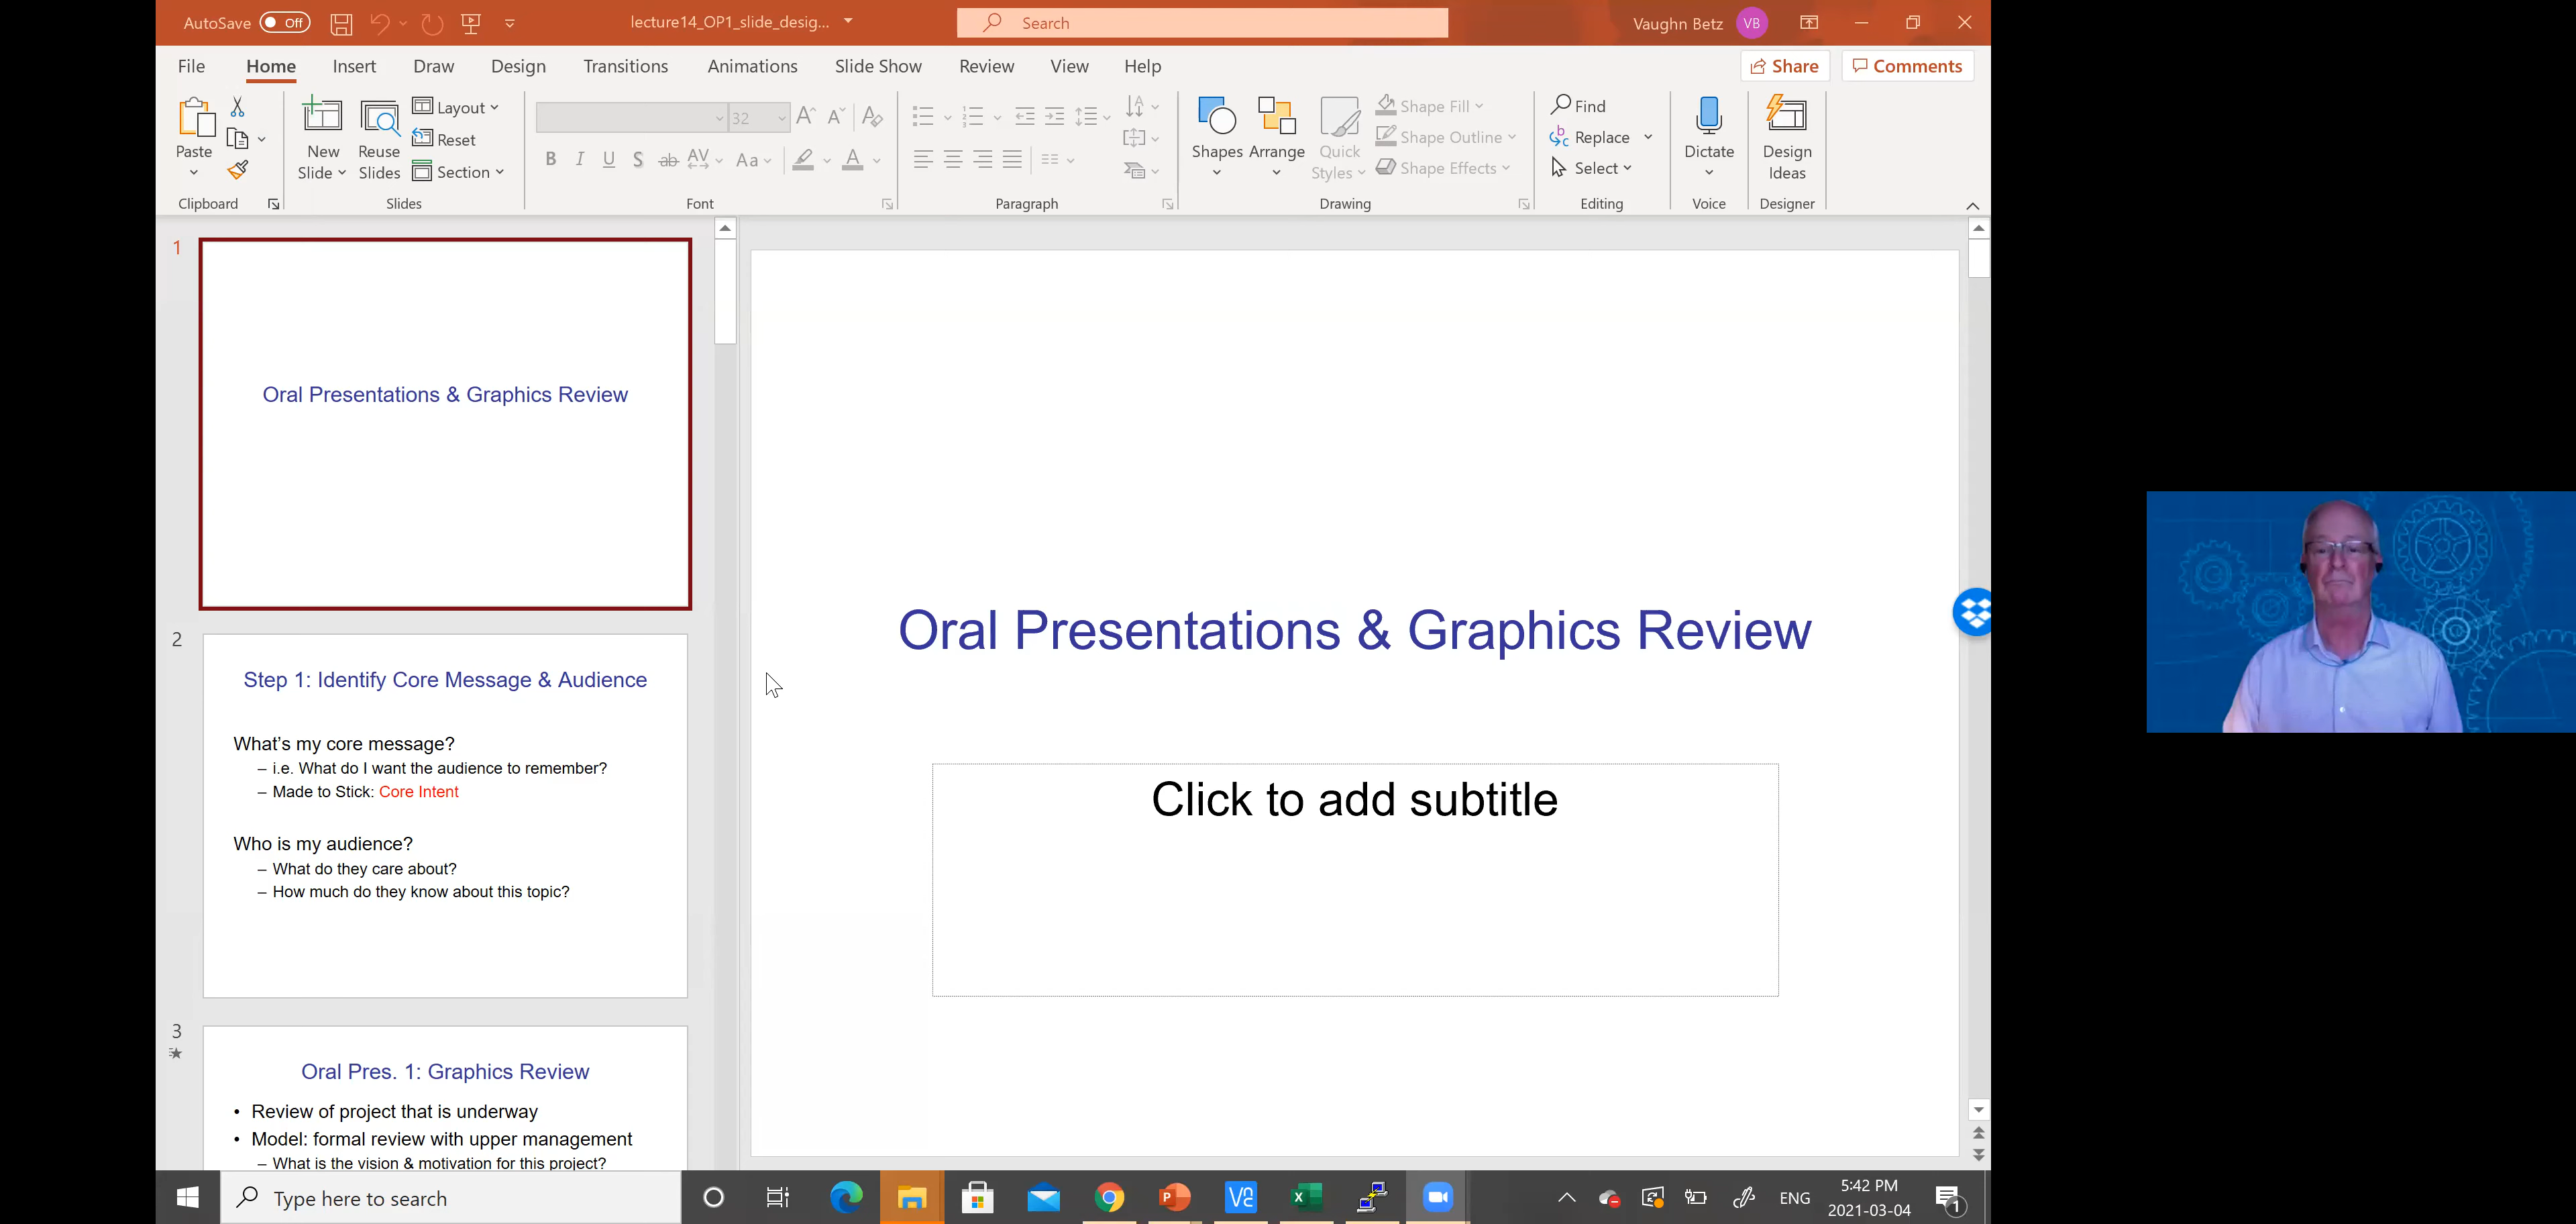 AutoSave Off
lecture14_OP1_slide_desig...
Search
Vaughn Betz VB
File Home Insert Draw Design Transitions Animations Slide Show Review View Help
Share Comments
Paste
New Slide
Reuse Slides
Layout
Reset
Section
32
B I U S ab AV Aa A
Shapes Arrange
Quick Styles
Shape Fill
Shape Outline
Shape Effects
Find
Replace
Select
Dictate
Design Ideas
Clipboard Slides Font Paragraph Drawing Editing Voice Designer
1
Oral Presentations & Graphics Review
2
Step 1: Identify Core Message & Audience
What's my core message?
– i.e. What do I want the audience to remember?
– Made to Stick: Core Intent
Who is my audience?
– What do they care about?
– How much do they know about this topic?
3
Oral Pres. 1: Graphics Review
• Review of project that is underway
• Model: formal review with upper management
– What is the vision & motivation for this project?
Oral Presentations & Graphics Review
Click to add subtitle
Type here to search
ENG
5:42 PM
2021-03-04
1